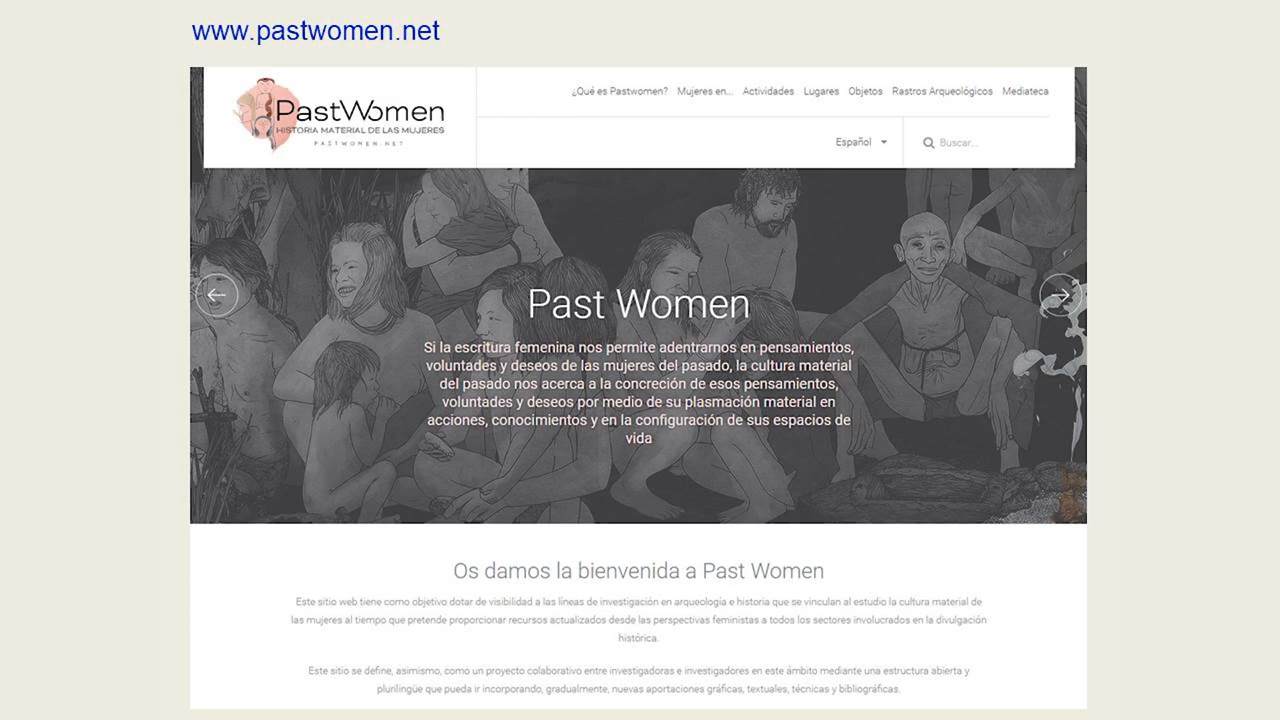 www.pastwomen.net
PastWomen
HISTORIA MATERIAL DE LAS MUJERES
PASTWOMEN.NET
¿Qué es Pastwomen? Mujeres en... Actividades Lugares Objetos Rastros Arqueológicos Mediateca
Español
Buscar...
Past Women
Si la escritura femenina nos permite adentrarnos en pensamientos,
voluntades y deseos de las mujeres del pasado, la cultura material
del pasado nos acerca a la concreción de esos pensamientos,
voluntades y deseos por medio de su plasmación material en
acciones, conocimientos y en la configuración de sus espacios de
vida
Os damos la bienvenida a Past Women
Este sitio web tiene como objetivo dotar de visibilidad a las líneas de investigación en arqueología e historia que se vinculan al estudio la cultura material de
las mujeres al tiempo que pretende proporcionar recursos actualizados desde las perspectivas feministas a todos los sectores involucrados en la divulgación
histórica.
Este sitio se define, asimismo, como un proyecto colaborativo entre investigadoras e investigadores en este ámbito mediante una estructura abierta y
plurilingüe que pueda ir incorporando, gradualmente, nuevas aportaciones gráficas, textuales, técnicas y bibliográficas.